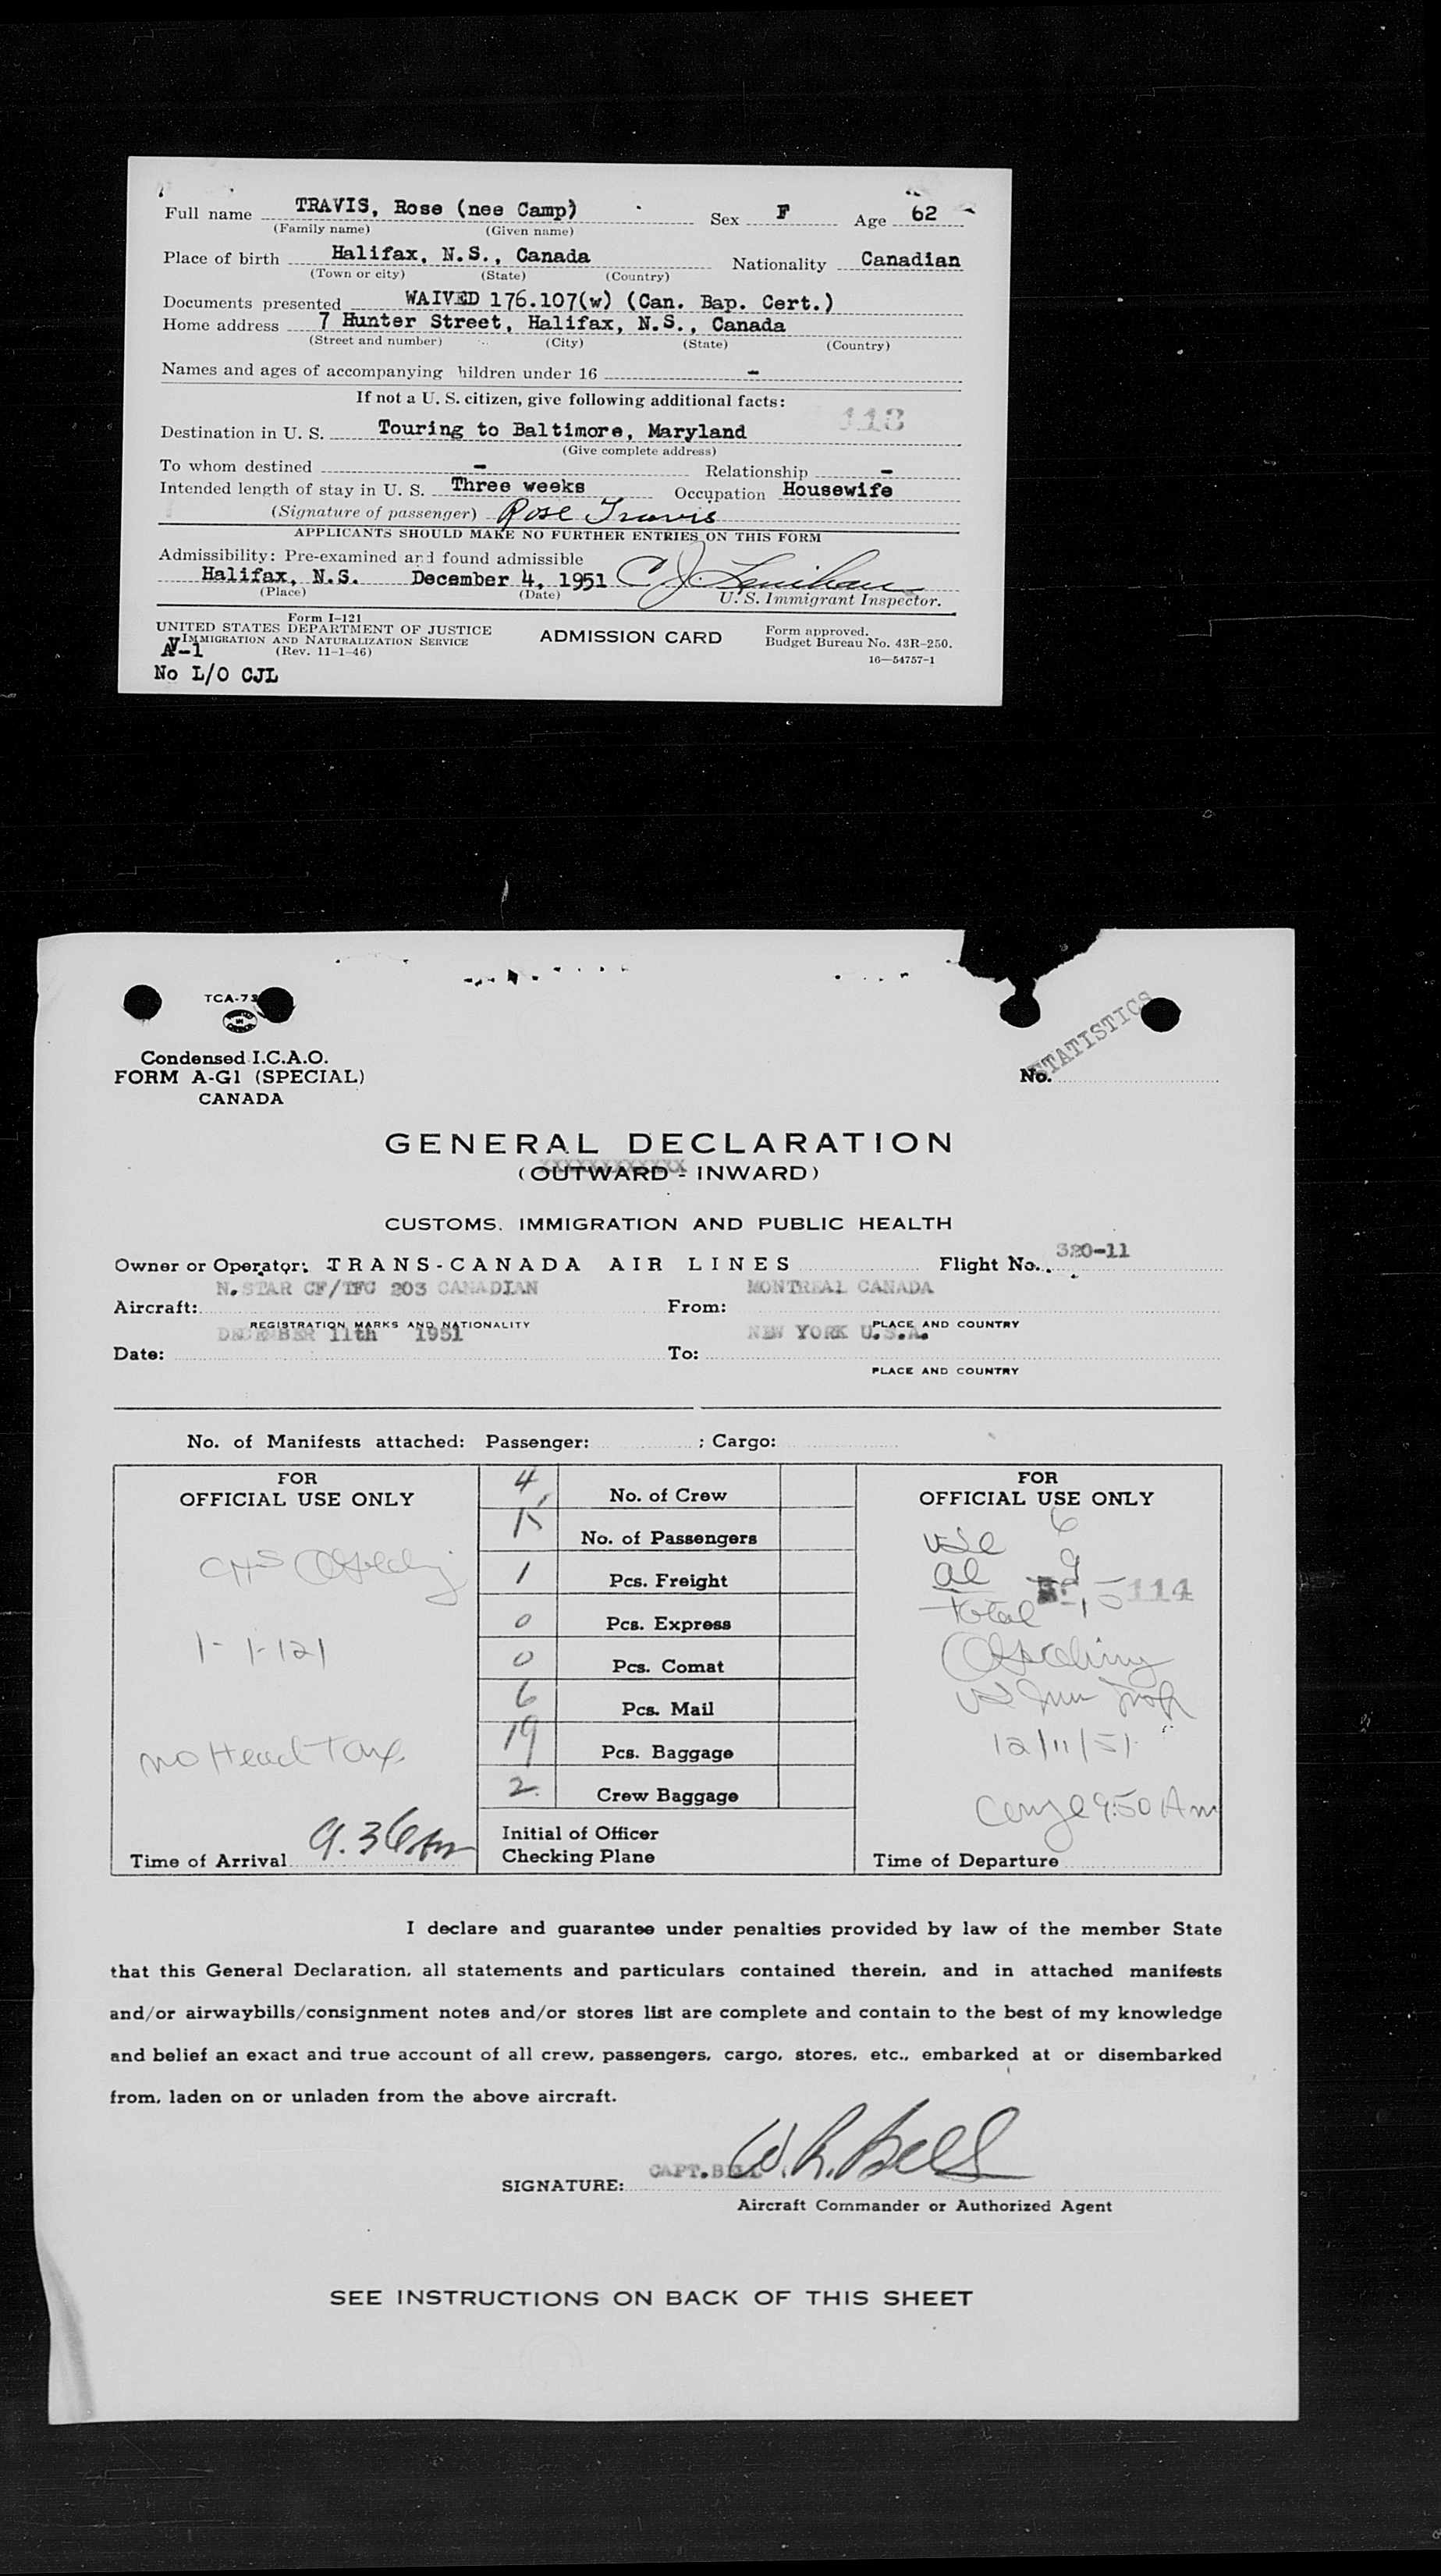 Full name TRAVIS, Rose (nee Camp) Sex F Age 62
(Family name) (Given name)
Place of birth Halifax, N.S., Canada Nationality Canadian
(Town or city) (State) (Country)
Documents presented WAIVED 176.107(w) (Can. Bap. Cert.)
Home address 7 Hunter Street, Halifax, N.S., Canada
(Street and number) (City) (State) (Country)
Names and ages of accompanying hildren under 16 -
If not a U. S. citizen, give following additional facts:
113
Destination in U. S. Touring to Baltimore, Maryland
(Give complete address)
To whom destined - Relationship -
Intended length of stay in U. S. Three weeks Occupation Housewife
(Signature of passenger) Rose Travis
APPLICANTS SHOULD MAKE NO FURTHER ENTRIES ON THIS FORM
Admissibility: Pre-examined and found admissible
Halifax, N.S. December 4, 1951 C J Lenihan
(Place) (Date) U. S. Immigrant Inspector.
Form I-121
UNITED STATES DEPARTMENT OF JUSTICE
IMMIGRATION AND NATURALIZATION SERVICE
(Rev. 11-1-46)
ADMISSION CARD
Form approved.
Budget Bureau No. 43R-250.
16-54757-1
A-1
No L/O CJL
TCA-73
Condensed I.C.A.O.
FORM A-G1 (SPECIAL)
CANADA
STATISTICS
No.
GENERAL DECLARATION
(OUTWARD - INWARD)
CUSTOMS, IMMIGRATION AND PUBLIC HEALTH
Owner or Operator: TRANS-CANADA AIR LINES Flight No. 320-11
N.STAR CF/TFC 203 CANADIAN MONTREAL CANADA
Aircraft: From:
REGISTRATION MARKS AND NATIONALITY PLACE AND COUNTRY
DECEMBER 11th 1951 NEW YORK U.S.A.
Date: To:
PLACE AND COUNTRY
No. of Manifests attached: Passenger: ; Cargo:
FOR
OFFICIAL USE ONLY
1-1-121
no Head Tax
Time of Arrival 9.36 Am
4 No. of Crew
15 No. of Passengers
1 Pcs. Freight
0 Pcs. Express
0 Pcs. Comat
6 Pcs. Mail
19 Pcs. Baggage
2 Crew Baggage
Initial of Officer
Checking Plane
FOR
OFFICIAL USE ONLY
usc 6
al 9
Total 15
114
12/11/51
9:50 Am
Time of Departure
I declare and guarantee under penalties provided by law of the member State
that this General Declaration, all statements and particulars contained therein, and in attached manifests
and/or airwaybills/consignment notes and/or stores list are complete and contain to the best of my knowledge
and belief an exact and true account of all crew, passengers, cargo, stores, etc., embarked at or disembarked
from, laden on or unladen from the above aircraft.
SIGNATURE: CAPT. BELL W. R. Bell
Aircraft Commander or Authorized Agent
SEE INSTRUCTIONS ON BACK OF THIS SHEET